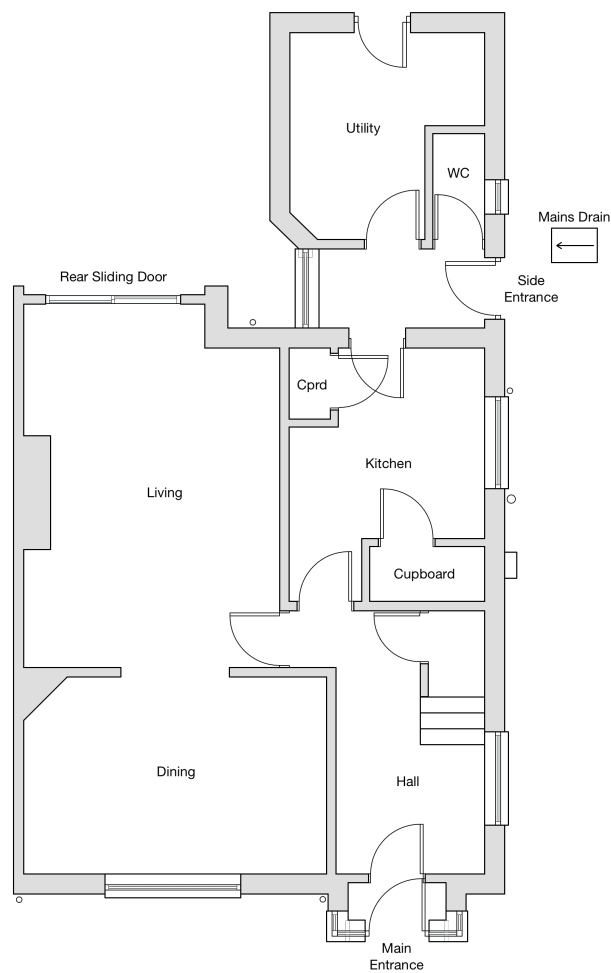 Utility
WC
Mains Drain
Rear Sliding Door
Side
Entrance
Cprd
Kitchen
Living
Cupboard
Dining
Hall
Main
Entrance